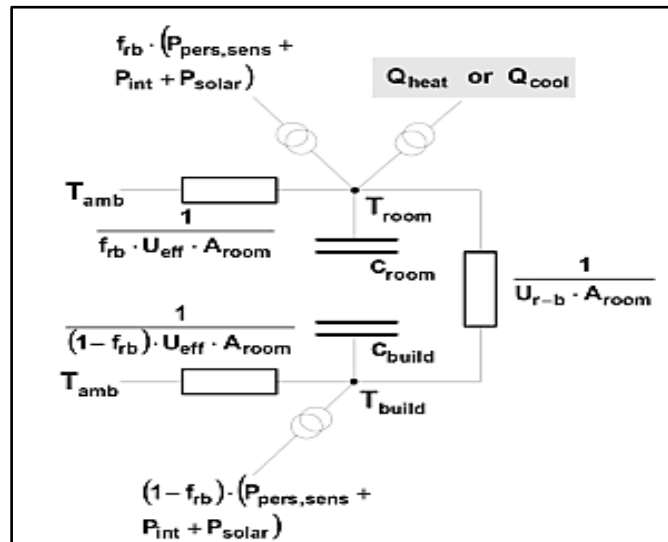 f_rb · (P_pers,sens +
P_int + P_solar)
Q_heat or Q_cool
T_amb
T_room
1
f_rb · U_eff · A_room
C_room
1
U_r-b · A_room
1
(1 - f_rb) · U_eff · A_room
C_build
T_amb
T_build
(1 - f_rb) · (P_pers,sens +
P_int + P_solar)